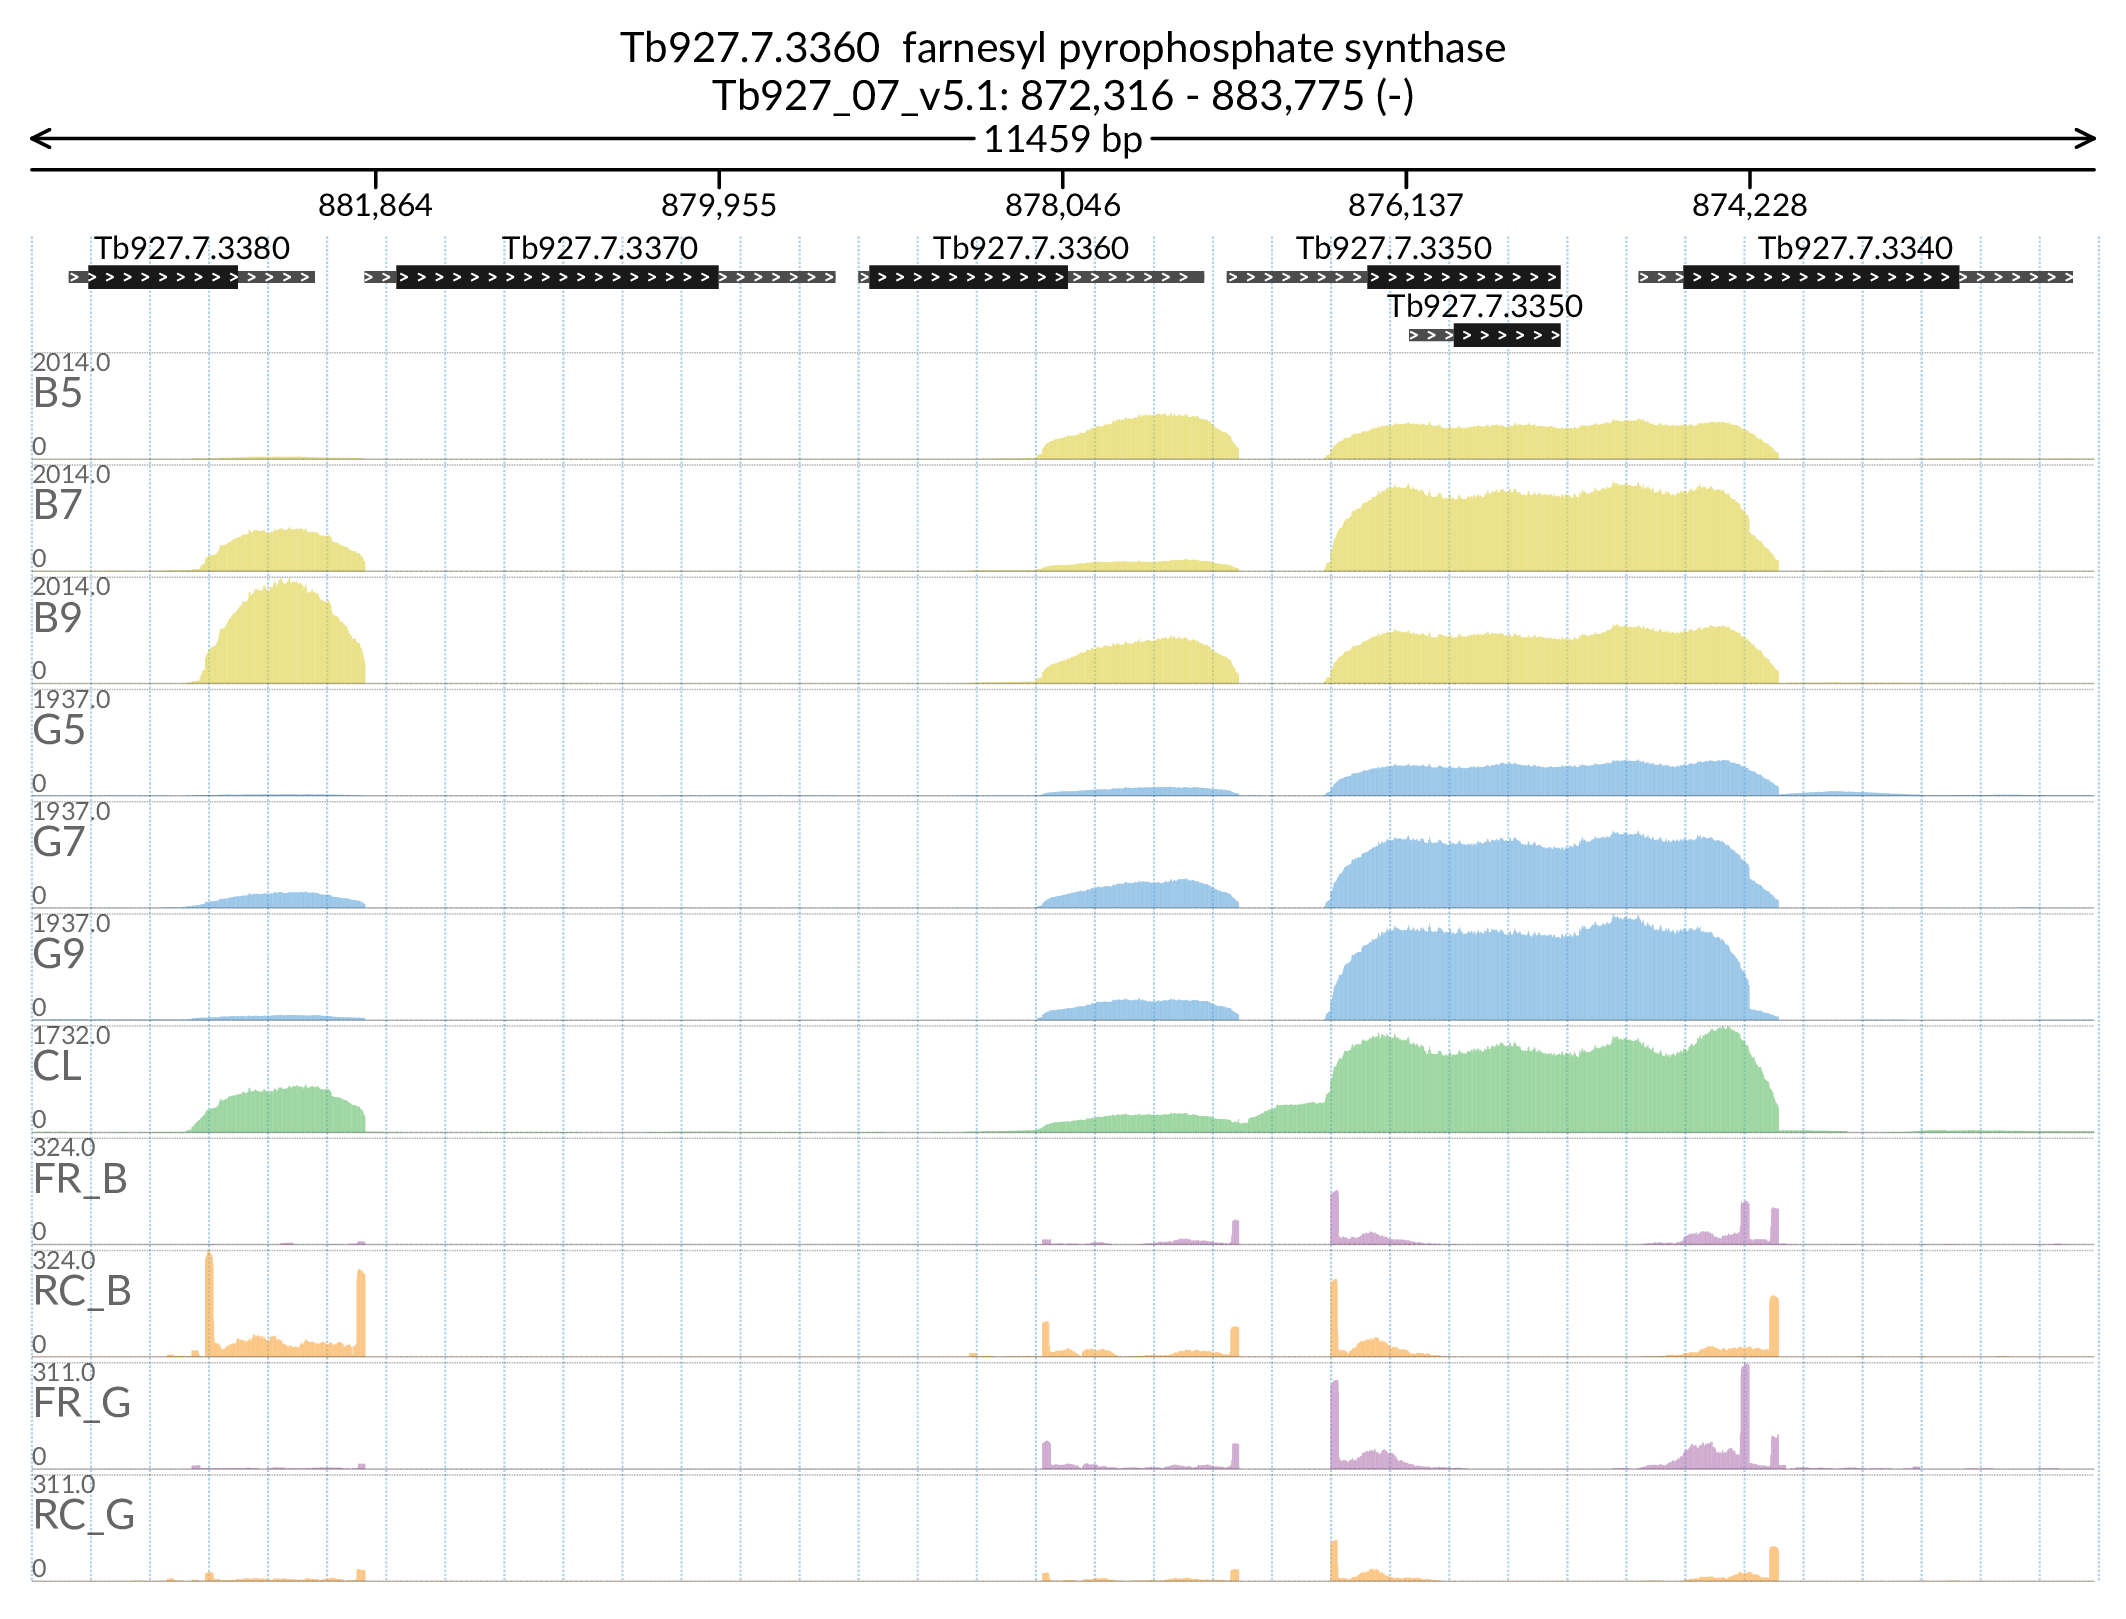 Tb927.7.3360 farnesyl pyrophosphate synthase
Tb927_07_v5.1: 872,316 - 883,775 (-)
11459 bp
881,864 879,955 878,046 876,137 874,228
Tb927.7.3380 Tb927.7.3370 Tb927.7.3360 Tb927.7.3350 Tb927.7.3340
Tb927.7.3350
2014.0
B5
0
2014.0
B7
0
2014.0
B9
0
1937.0
G5
0
1937.0
G7
0
1937.0
G9
0
1732.0
CL
0
324.0
FR_B
0
324.0
RC_B
0
311.0
FR_G
0
311.0
RC_G
0